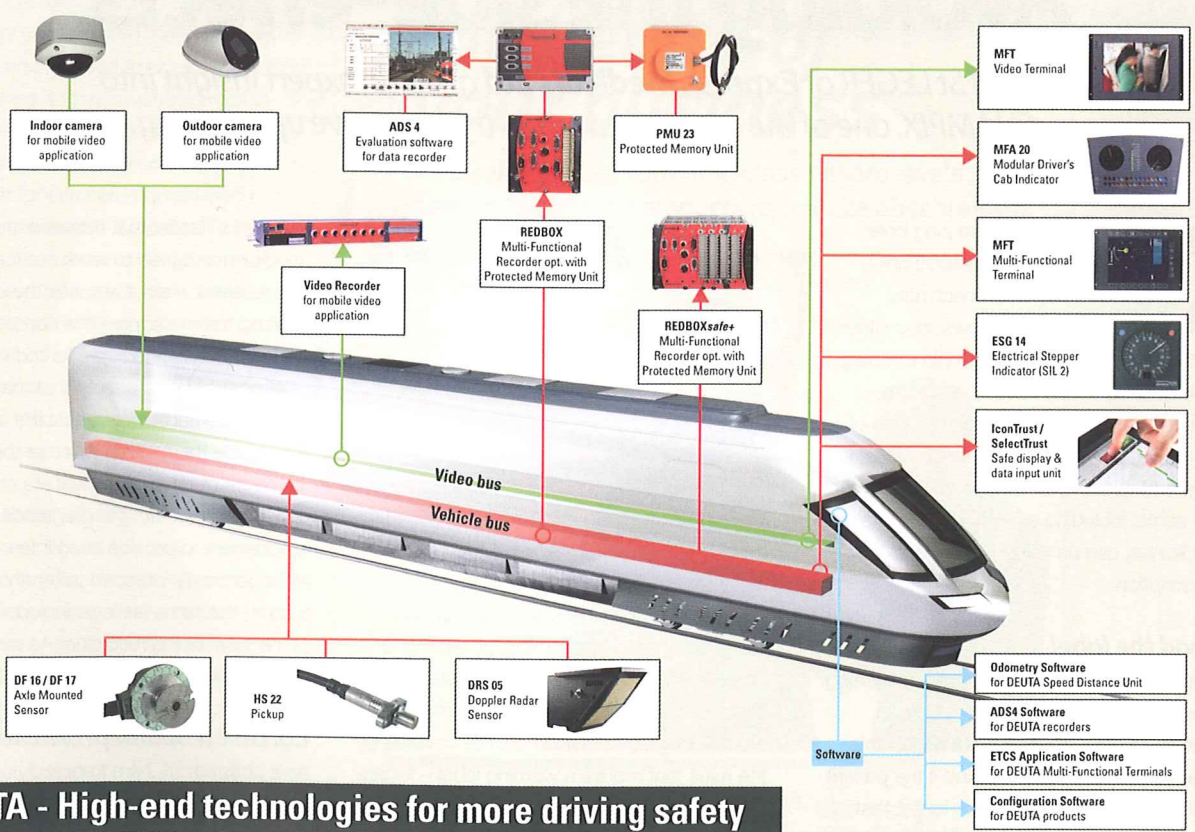 Indoor camera
for mobile video
application
Outdoor camera
for mobile video
application
ADS 4
Evaluation software
for data recorder
PMU 23
Protected Memory Unit
MFT
Video Terminal
MFA 20
Modular Driver's
Cab Indicator
MFT
Multi-Functional
Terminal
ESG 14
Electrical Stepper
Indicator (SIL 2)
IconTrust /
SelectTrust
Safe display &
data input unit
REDBOX
Multi-Functional
Recorder opt. with
Protected Memory Unit
REDBOXsafe+
Multi-Functional
Recorder opt. with
Protected Memory Unit
Video Recorder
for mobile video
application
Video bus
Vehicle bus
DF 16 / DF 17
Axle Mounted
Sensor
HS 22
Pickup
DRS 05
Doppler Radar
Sensor
Software
Odometry Software
for DEUTA Speed Distance Unit
ADS4 Software
for DEUTA recorders
ETCS Application Software
for DEUTA Multi-Functional Terminals
Configuration Software
for DEUTA products
TA - High-end technologies for more driving safety